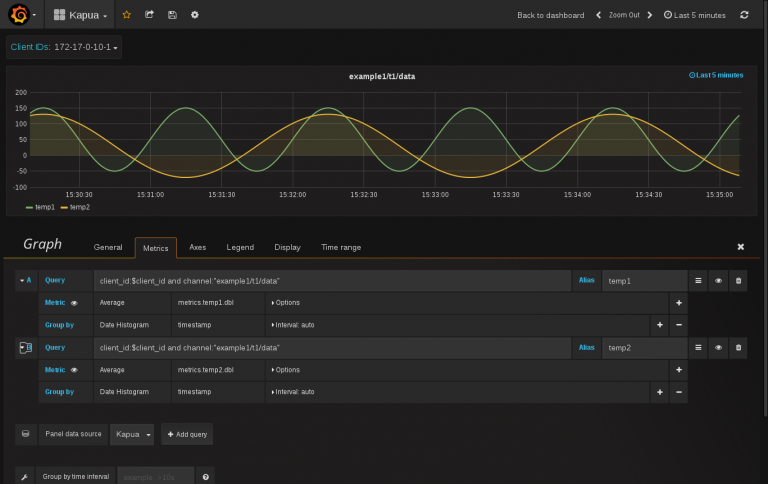 Kapua
Back to dashboard Zoom Out Last 5 minutes
Client IDs: 172-17-0-10-1
example1/t1/data
Last 5 minutes
200
150
100
50
0
-50
-100
15:30:30 15:31:00 15:31:30 15:32:00 15:32:30 15:33:00 15:33:30 15:34:00 15:34:30 15:35:00
temp1 temp2
Graph General Metrics Axes Legend Display Time range
A Query client_id:$client_id and channel:"example1/t1/data" Alias temp1
Metric Average metrics.temp1.dbl Options
Group by Date Histogram timestamp Interval: auto
B Query client_id:$client_id and channel:"example1/t1/data" Alias temp2
Metric Average metrics.temp2.dbl Options
Group by Date Histogram timestamp Interval: auto
Panel data source Kapua Add query
Group by time interval example: >10s